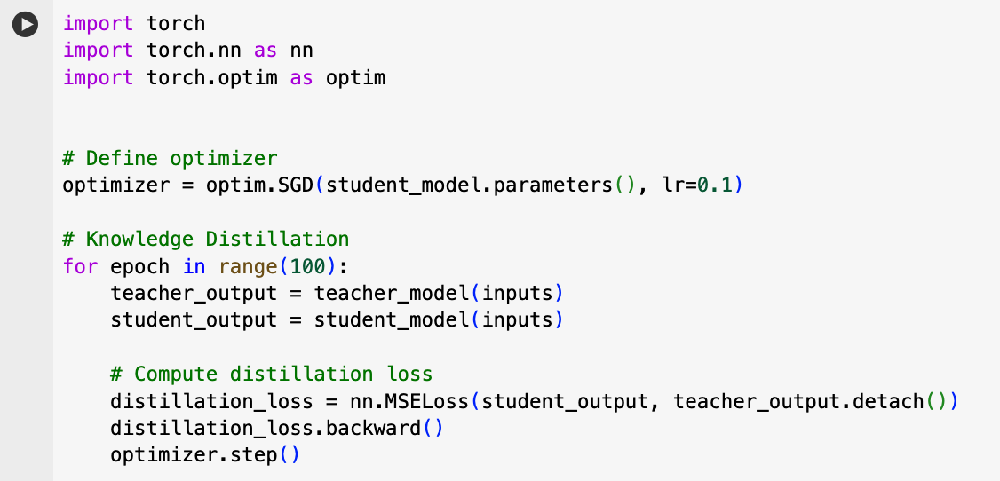 import torch
import torch.nn as nn
import torch.optim as optim
# Define optimizer
optimizer = optim.SGD(student_model.parameters(), lr=0.1)
# Knowledge Distillation
for epoch in range(100):
    teacher_output = teacher_model(inputs)
    student_output = student_model(inputs)
    # Compute distillation loss
    distillation_loss = nn.MSELoss(student_output, teacher_output.detach())
    distillation_loss.backward()
    optimizer.step()